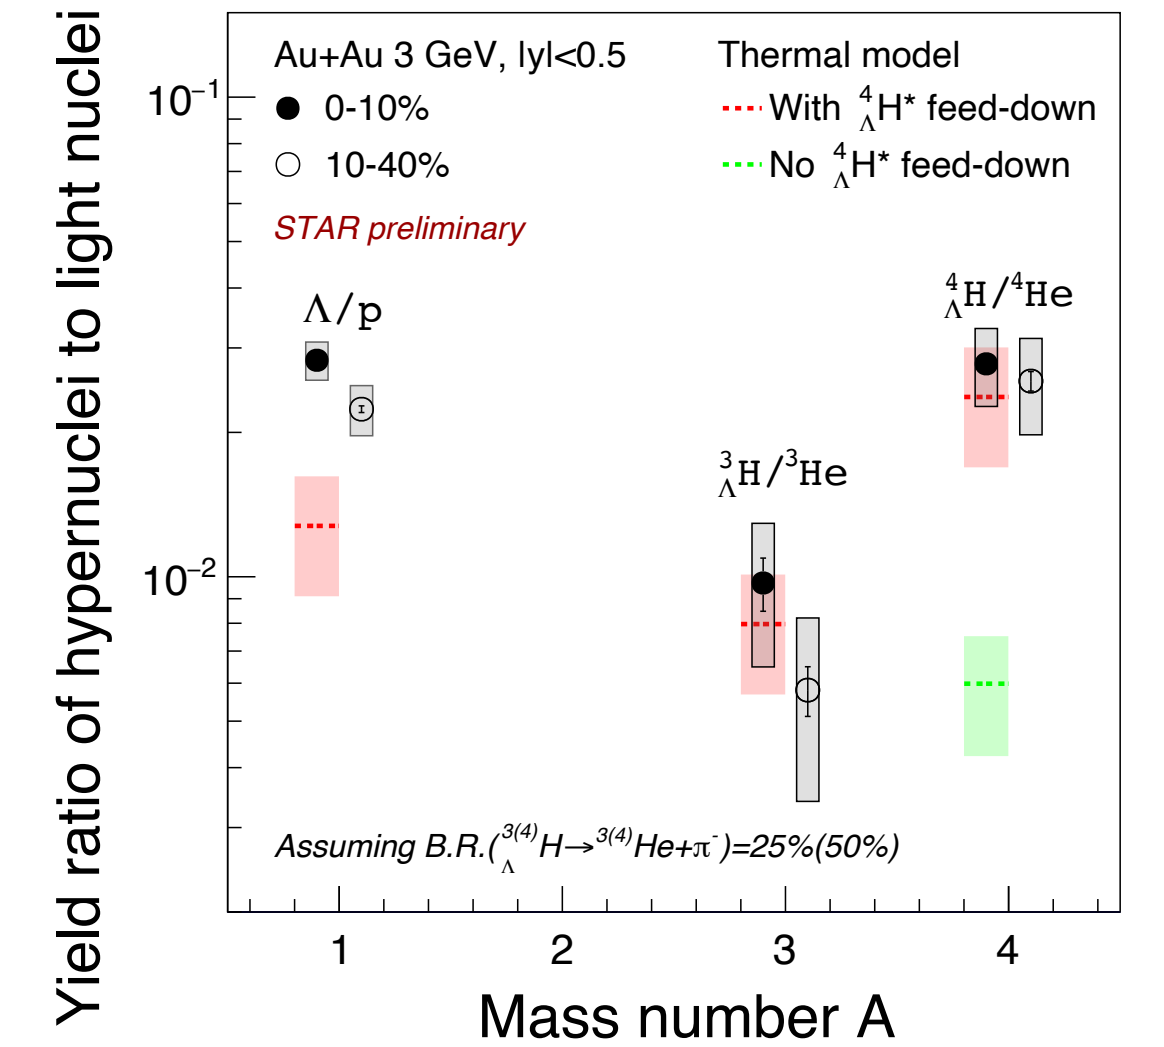 Yield ratio of hypernuclei to light nuclei
Au+Au 3 GeV, |y|<0.5
0-10%
10-40%
STAR preliminary
Thermal model
With ⁴ΛH* feed-down
No ⁴ΛH* feed-down
10⁻¹
10⁻²
Λ/p
³ΛH/³He
⁴ΛH/⁴He
Assuming B.R.(³⁽⁴⁾ΛH→³⁽⁴⁾He+π⁻)=25%(50%)
1 2 3 4
Mass number A